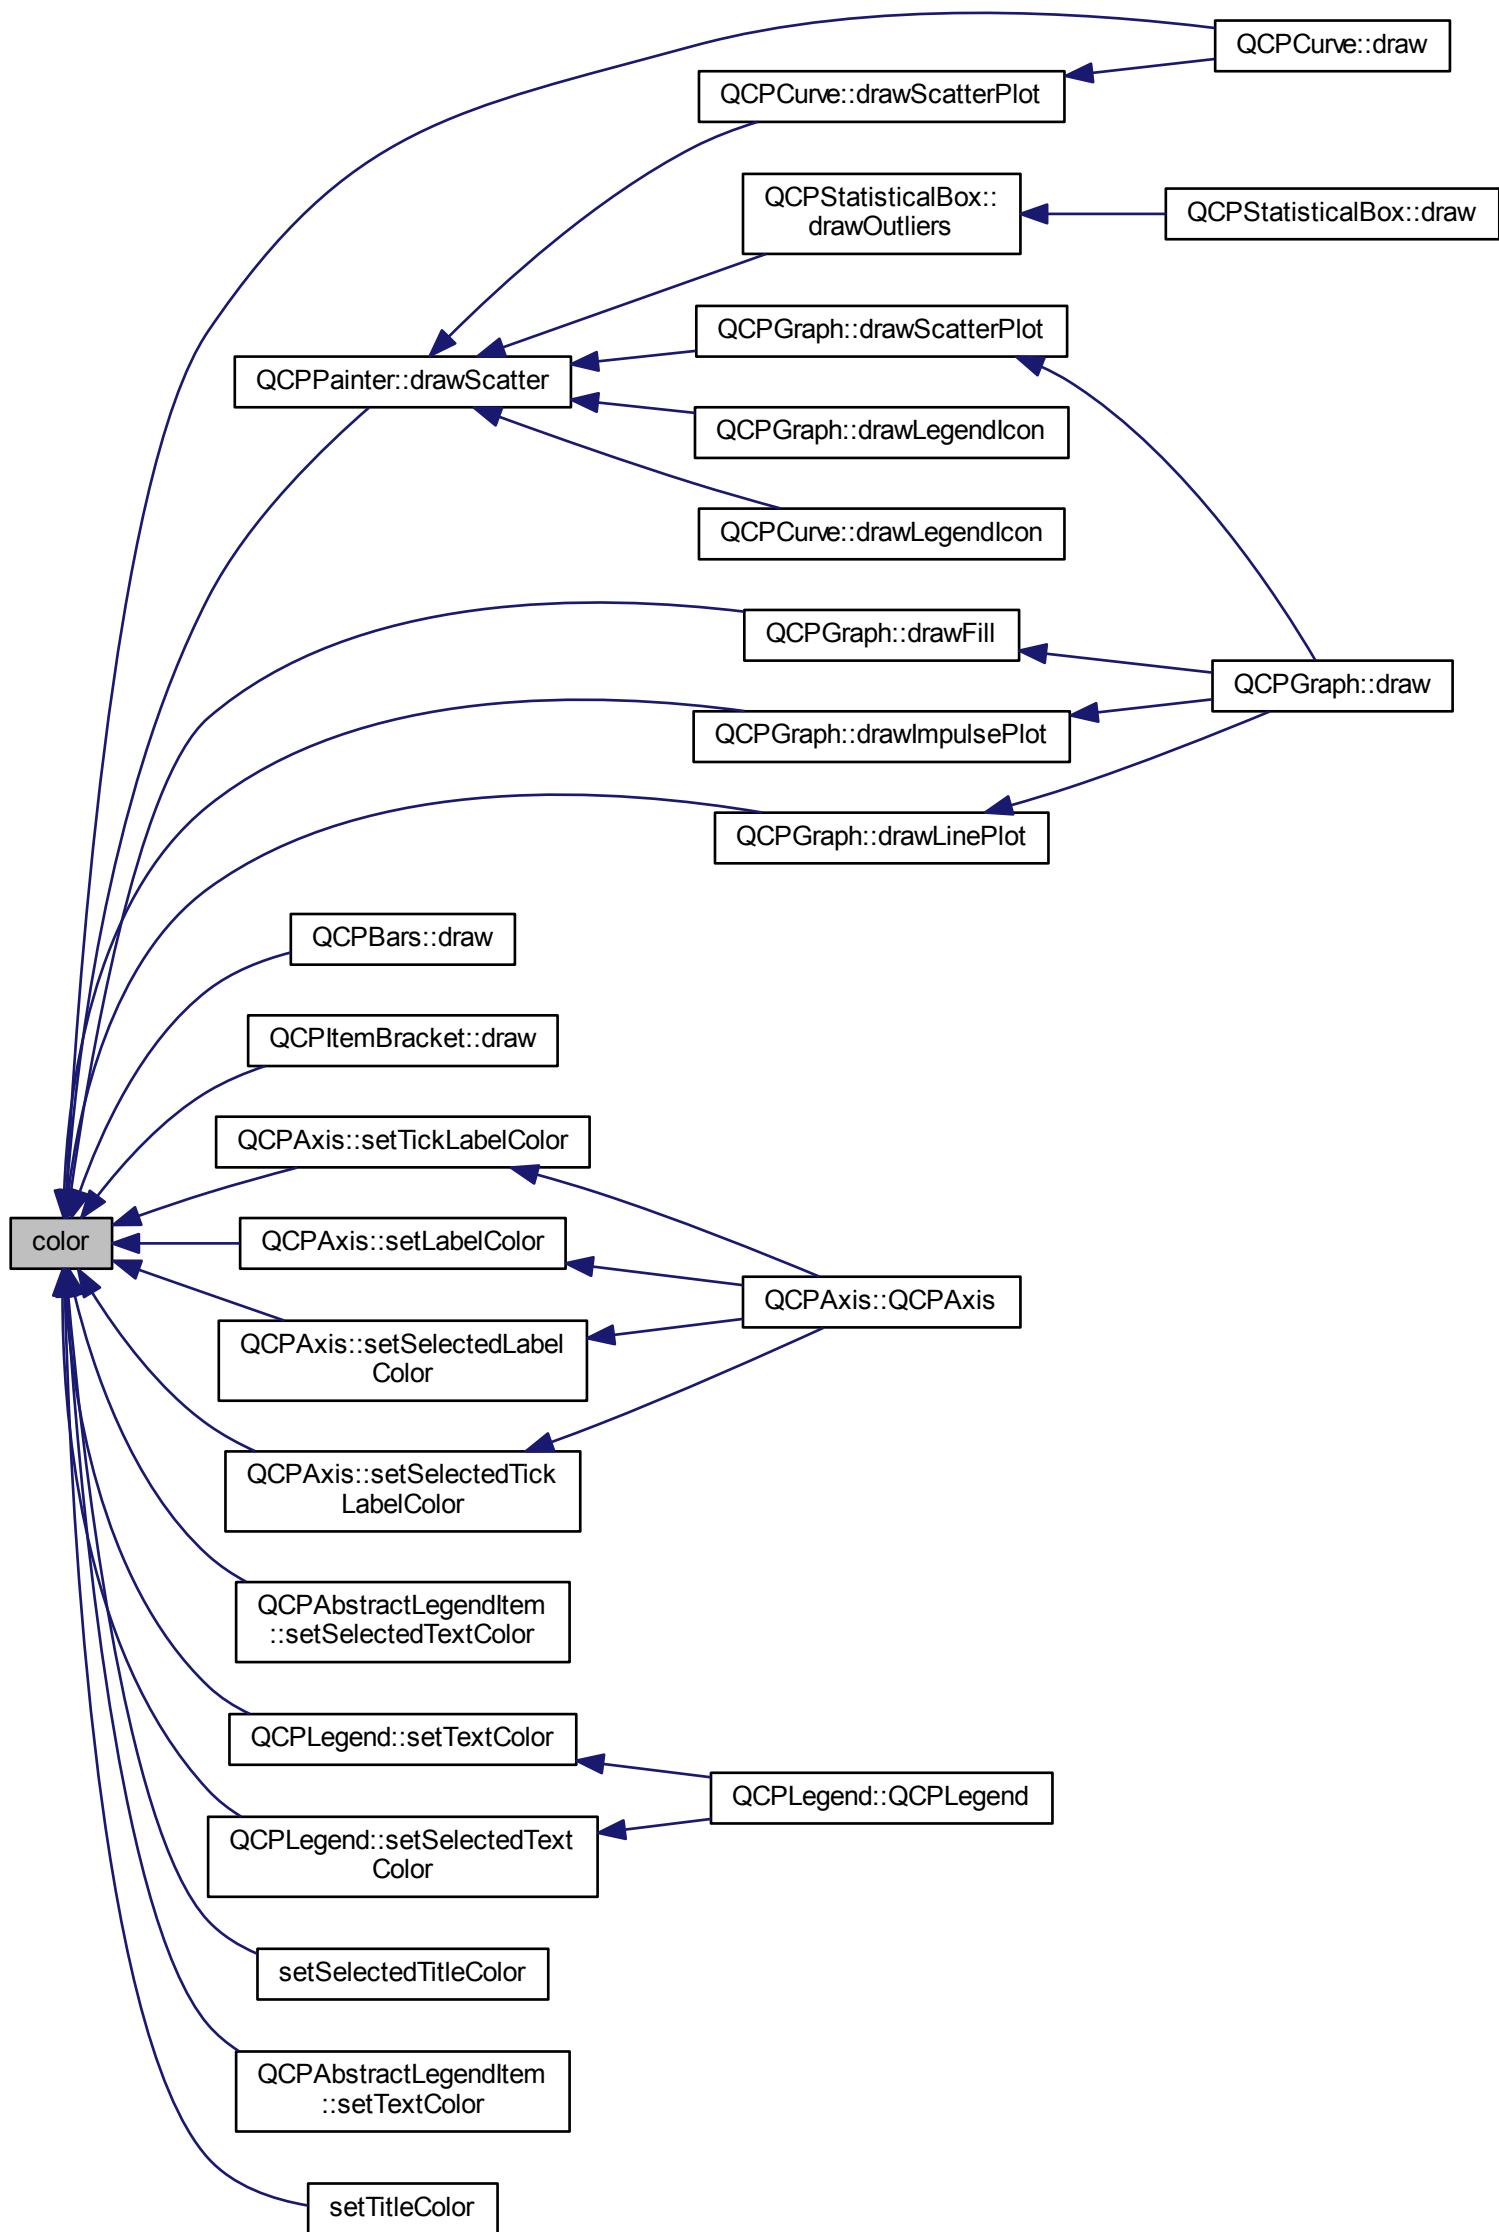 QCPCurve::draw
QCPCurve::drawScatterPlot
QCPStatisticalBox::
drawOutliers
QCPStatisticalBox::draw
QCPGraph::drawScatterPlot
QCPPainter::drawScatter
QCPGraph::drawLegendIcon
QCPCurve::drawLegendIcon
QCPGraph::drawFill
QCPGraph::draw
QCPGraph::drawImpulsePlot
QCPGraph::drawLinePlot
QCPBars::draw
QCPItemBracket::draw
QCPAxis::setTickLabelColor
color
QCPAxis::setLabelColor
QCPAxis::QCPAxis
QCPAxis::setSelectedLabel
Color
QCPAxis::setSelectedTick
LabelColor
QCPAbstractLegendItem
::setSelectedTextColor
QCPLegend::setTextColor
QCPLegend::QCPLegend
QCPLegend::setSelectedText
Color
setSelectedTitleColor
QCPAbstractLegendItem
::setTextColor
setTitleColor